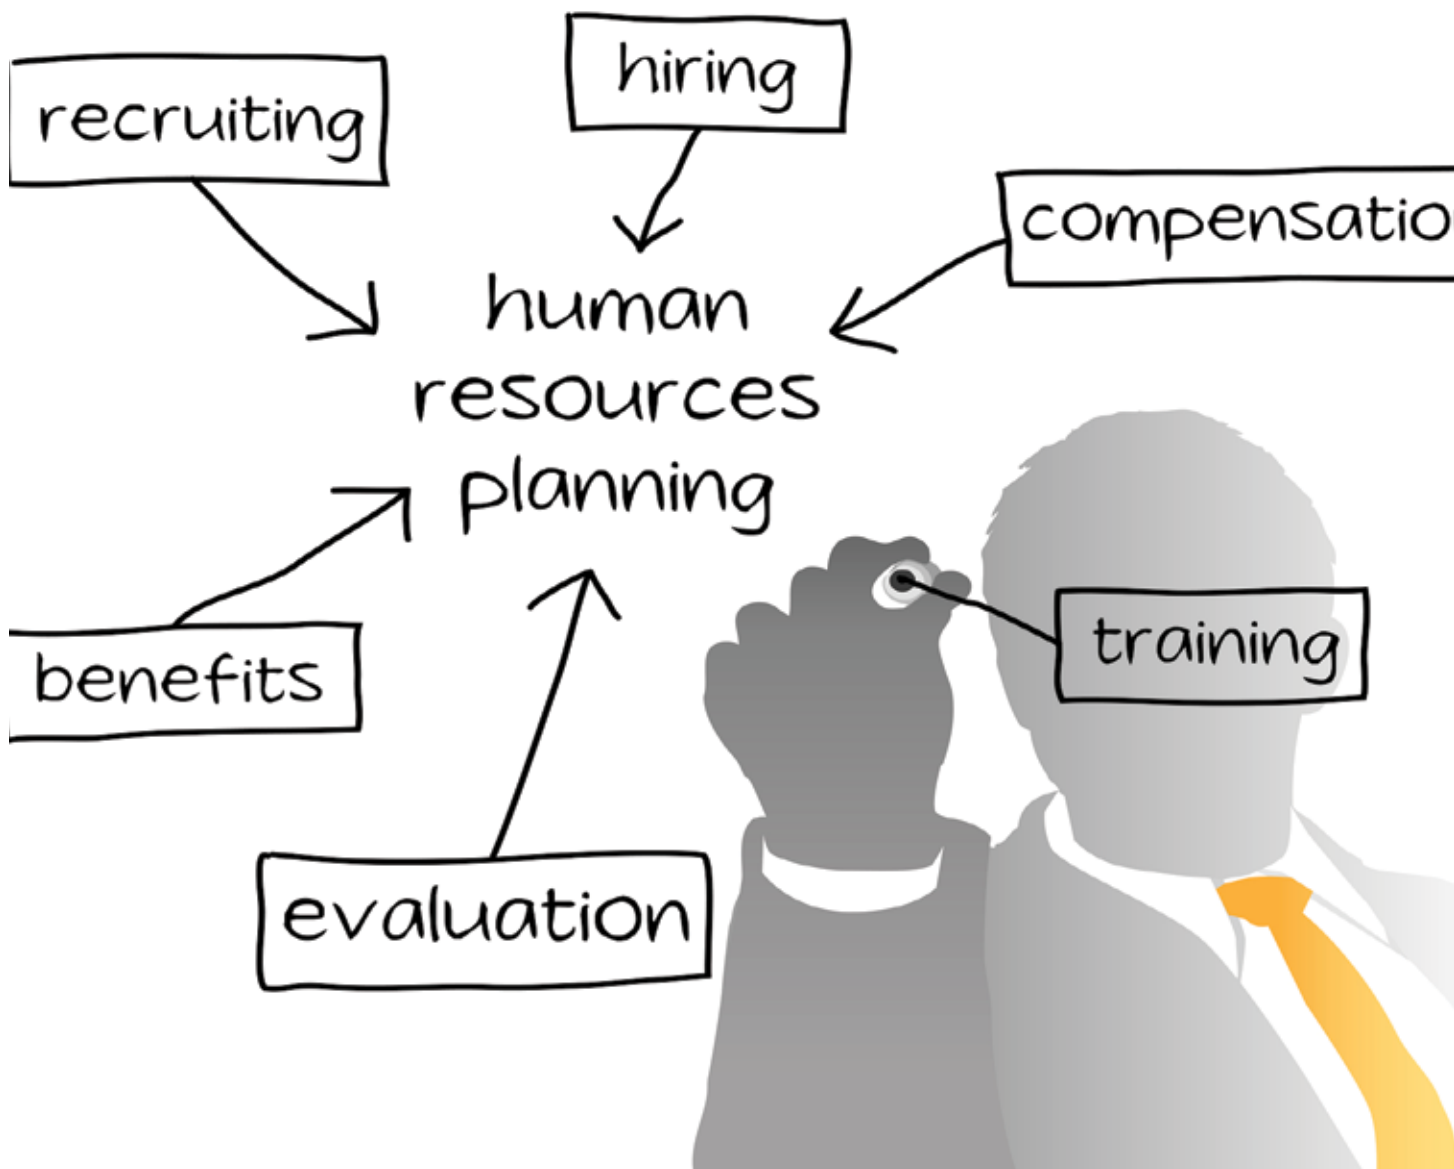 hiring
recruiting
compensatio
human
resources
planning
training
benefits
evaluation